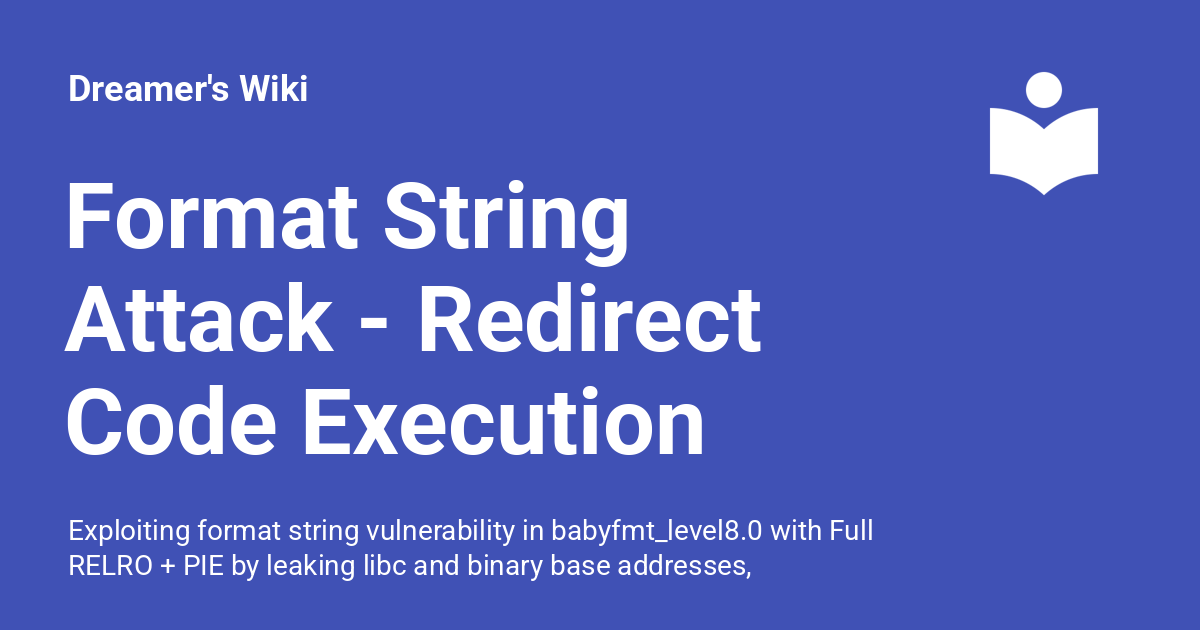 Dreamer's Wiki
Format String
Attack - Redirect
Code Execution
Exploiting format string vulnerability in babyfmt_level8.0 with Full
RELRO + PIE by leaking libc and binary base addresses,